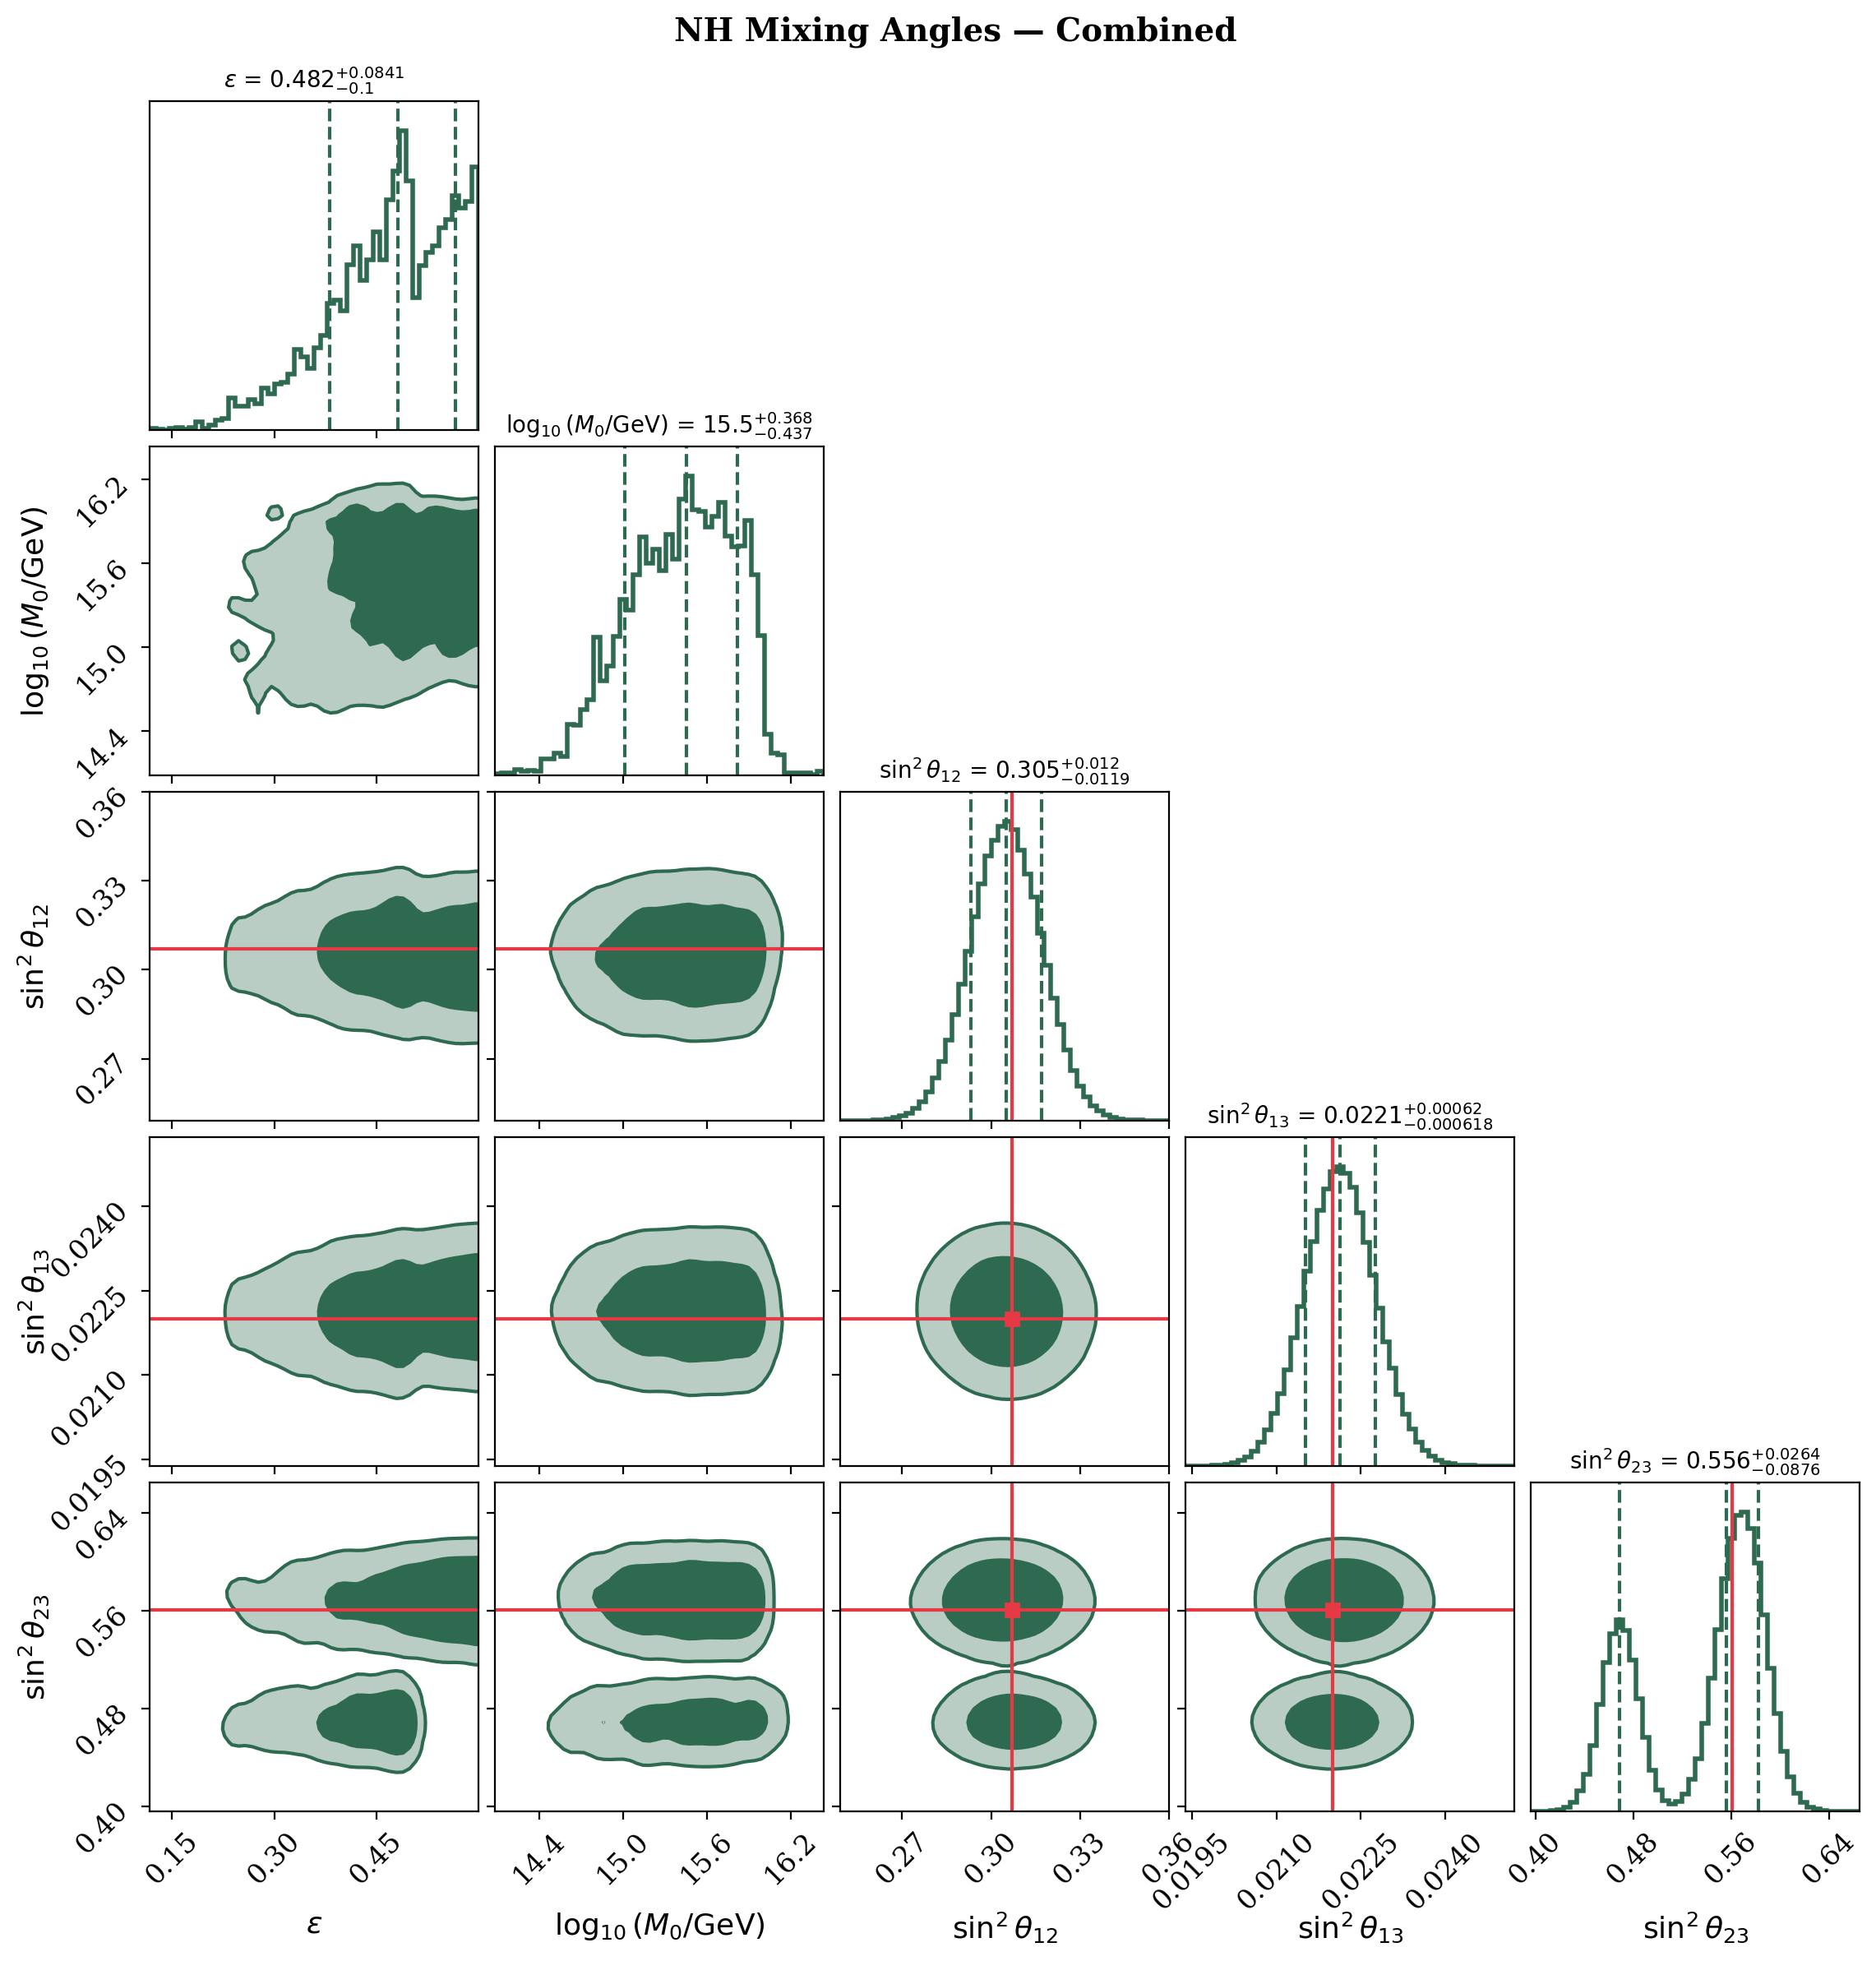 NH Mixing Angles — Combined
ε = 0.482^{+0.0841}_{−0.1}
log₁₀(M₀/GeV) = 15.5^{+0.368}_{−0.437}
log₁₀(M₀/GeV)
16.2
15.6
15.0
14.4
sin² θ₁₂ = 0.305^{+0.012}_{−0.0119}
sin² θ₁₂
0.36
0.33
0.30
0.27
sin² θ₁₃ = 0.0221^{+0.00062}_{−0.000618}
sin² θ₁₃
0.0240
0.0225
0.0210
0.0195
sin² θ₂₃ = 0.556^{+0.0264}_{−0.0876}
sin² θ₂₃
0.64
0.56
0.48
0.40
0.15 0.30 0.45
14.4 15.0 15.6 16.2
0.27 0.30 0.33 0.36
0.0195 0.0210 0.0225 0.0240
0.40 0.48 0.56 0.64
ε
log₁₀(M₀/GeV)
sin² θ₁₂
sin² θ₁₃
sin² θ₂₃